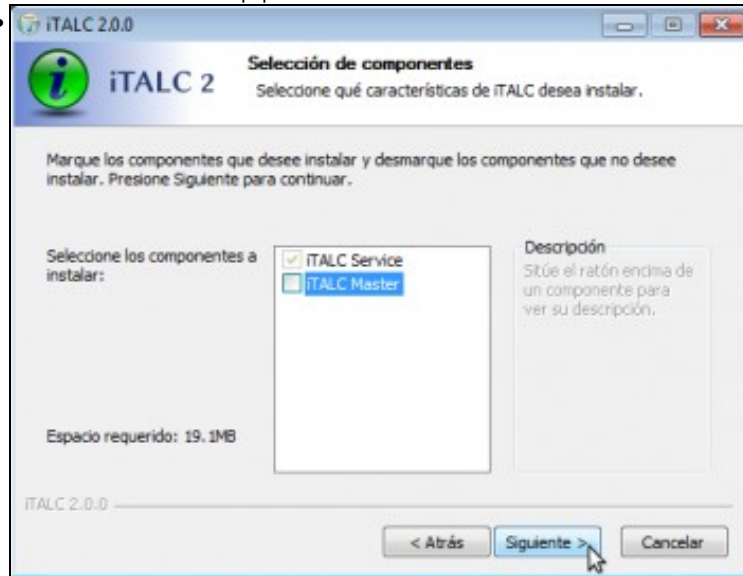 iTALC 2.0.0
iTALC 2
Selección de componentes
Seleccione qué características de iTALC desea instalar.
Marque los componentes que desee instalar y desmarque los componentes que no desee
instalar. Presione Siguiente para continuar.
Seleccione los componentes a
instalar:
iTALC Service
iTALC Master
Descripción
Sitúe el ratón encima de
un componente para
ver su descripción.
Espacio requerido: 19.1MB
iTALC 2.0.0
< Atrás
Siguiente >
Cancelar